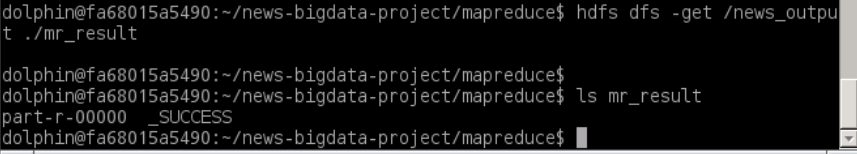 dolphin@fa68015a5490:~/news-bigdata-project/mapreduce$ hdfs dfs -get /news_outpu
t ./mr_result
dolphin@fa68015a5490:~/news-bigdata-project/mapreduce$
dolphin@fa68015a5490:~/news-bigdata-project/mapreduce$ ls mr_result
part-r-00000  _SUCCESS
dolphin@fa68015a5490:~/news-bigdata-project/mapreduce$